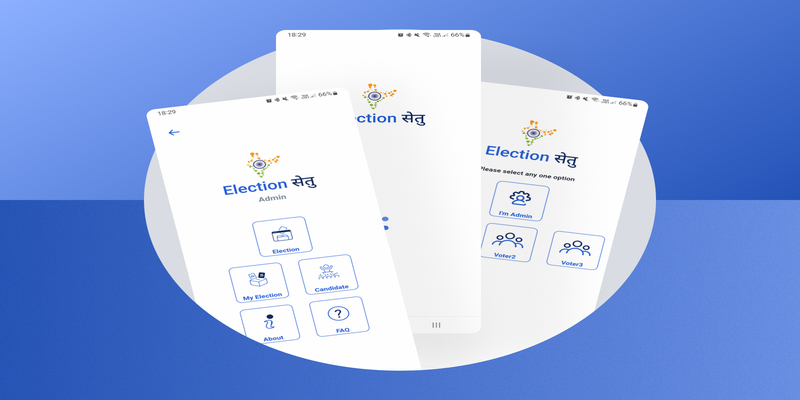 18:29
66%
Election सेतु
Admin
Election
My Election
Candidate
About
FAQ
18:29
66%
ction सेतु
66%
Election सेतु
Please select any one option
I'm Admin
Voter2
Voter3